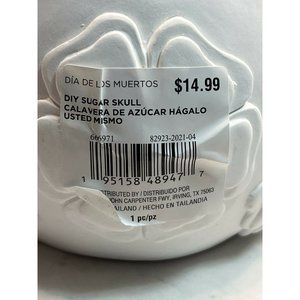 DÍA DE LOS MUERTOS $14.99
DIY SUGAR SKULL
CALAVERA DE AZÚCAR HÁGALO
USTED MISMO
666971 82923-2021-04
1 95158 48947 7
TRIBUTED BY / DISTRIBUIDO POR
JOHN CARPENTER FWY, IRVING, TX 75063
AILAND / HECHO EN TAILANDIA
1 pc/pz